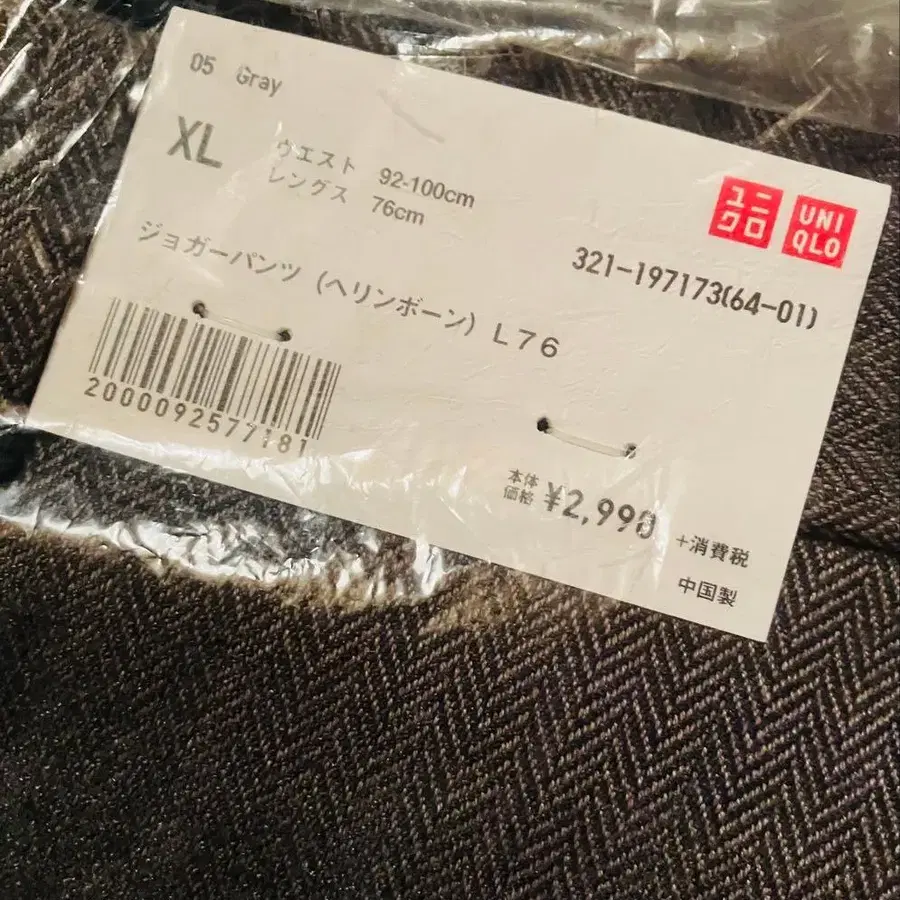 05 Gray
XL
ウエスト 92-100cm
レングス 76cm
ユニクロ
UNIQLO
321-197173(64-01)
ジョガーパンツ (ヘリンボーン) L76
2000092577181
本体価格 ¥2,990 +消費税
中国製